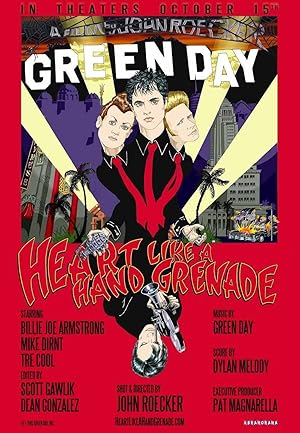 IN THEATERS OCTOBER 15TH
A FILM BY JOHN ROECKER
GREEN DAY
HEART LIKE A
HAND GRENADE
STARRING
BILLIE JOE ARMSTRONG
MIKE DIRNT
TRE COOL
EDITED BY
SCOTT GAWLIK
DEAN GONZALEZ
SHOT & DIRECTED BY
JOHN ROECKER
HEARTLIKEAHANDGRENADE.COM
MUSIC BY
GREEN DAY
SCORE BY
DYLAN MELODY
EXECUTIVE PRODUCER
PAT MAGNARELLA
ABRAMORAMA